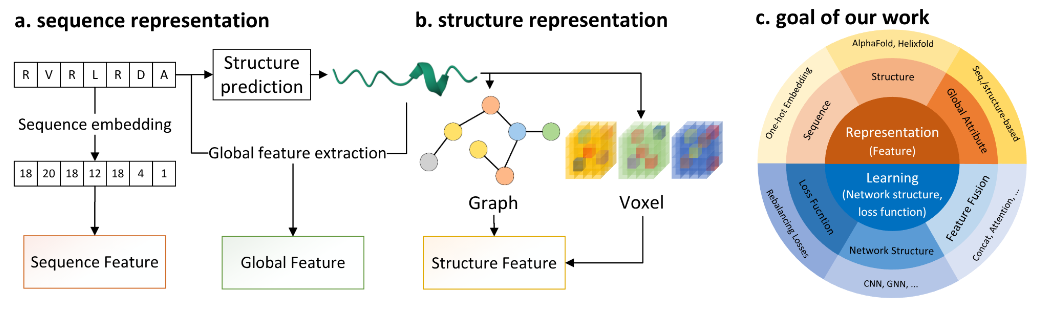 a. sequence representation
R V R L R D A
Structure
prediction
Sequence embedding
18 20 18 12 18 4 1
Global feature extraction
Sequence Feature
Global Feature
b. structure representation
Graph
Voxel
Structure Feature
c. goal of our work
AlphaFold, Helixfold
One-hot Embedding
Seq./structure-based
Structure
Sequence
Global Attribute
Representation
(Feature)
Learning
(Network structure,
loss function)
Loss Fucntion
Feature Fusion
Network Structure
Rebalancing Losses
Concat, Attention, ...
CNN, GNN, ...